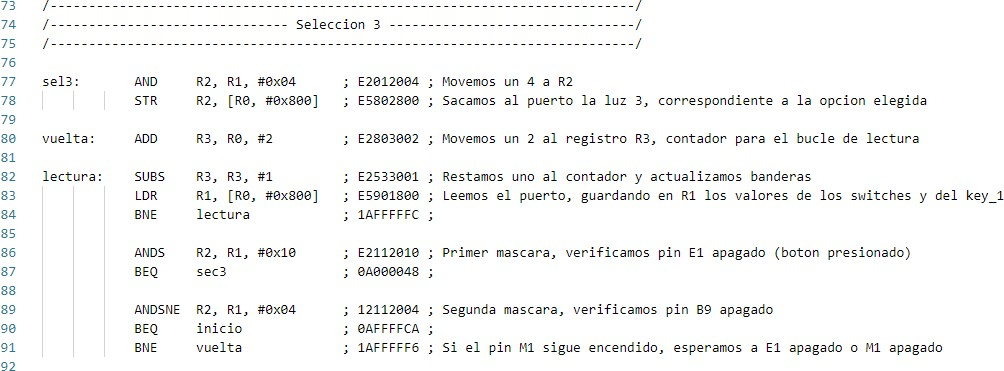 73 /---------------------------------------------------------------------------/
74 /------------------------------ Seleccion 3 --------------------------------/
75 /---------------------------------------------------------------------------/
76
77 sel3: AND R2, R1, #0x04 ; E2012004 ; Movemos un 4 a R2
78 STR R2, [R0, #0x800] ; E5802800 ; Sacamos al puerto la luz 3, correspondiente a la opcion elegida
79
80 vuelta: ADD R3, R0, #2 ; E2803002 ; Movemos un 2 al registro R3, contador para el bucle de lectura
81
82 lectura: SUBS R3, R3, #1 ; E2533001 ; Restamos uno al contador y actualizamos banderas
83 LDR R1, [R0, #0x800] ; E5901800 ; Leemos el puerto, guardando en R1 los valores de los switches y del key_1
84 BNE lectura ; 1AFFFFFC ;
85
86 ANDS R2, R1, #0x10 ; E2112010 ; Primer mascara, verificamos pin E1 apagado (boton presionado)
87 BEQ sec3 ; 0A000048 ;
88
89 ANDSNE R2, R1, #0x04 ; 12112004 ; Segunda mascara, verificamos pin B9 apagado
90 BEQ inicio ; 0AFFFFCA ;
91 BNE vuelta ; 1AFFFFF6 ; Si el pin M1 sigue encendido, esperamos a E1 apagado o M1 apagado
92